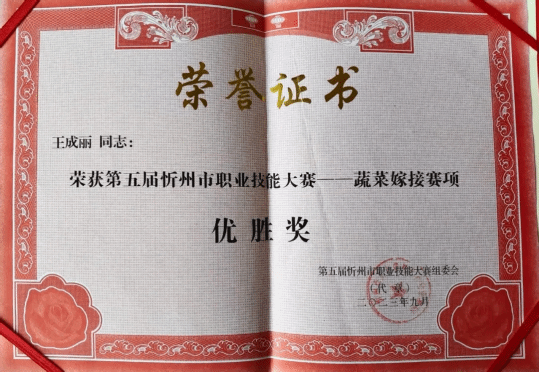 荣誉证书
王成丽 同志：
荣获第五届忻州市职业技能大赛——蔬菜嫁接赛项
优胜奖
第五届忻州市职业技能大赛组委会
（代章）
二〇二三年九月